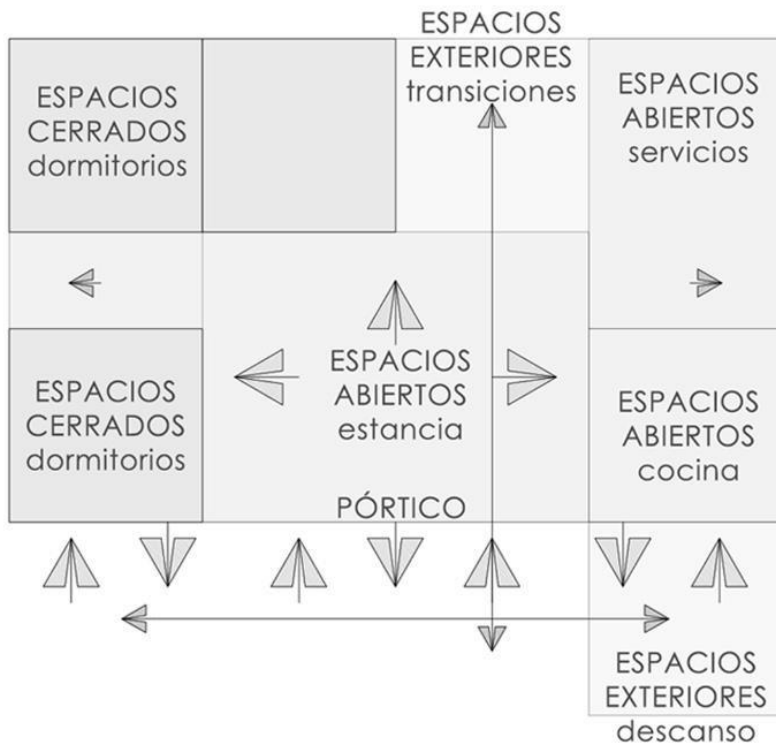 ESPACIOS
EXTERIORES
transiciones
ESPACIOS
CERRADOS
dormitorios
ESPACIOS
ABIERTOS
servicios
ESPACIOS
CERRADOS
dormitorios
ESPACIOS
ABIERTOS
estancia
ESPACIOS
ABIERTOS
cocina
PÓRTICO
ESPACIOS
EXTERIORES
descanso